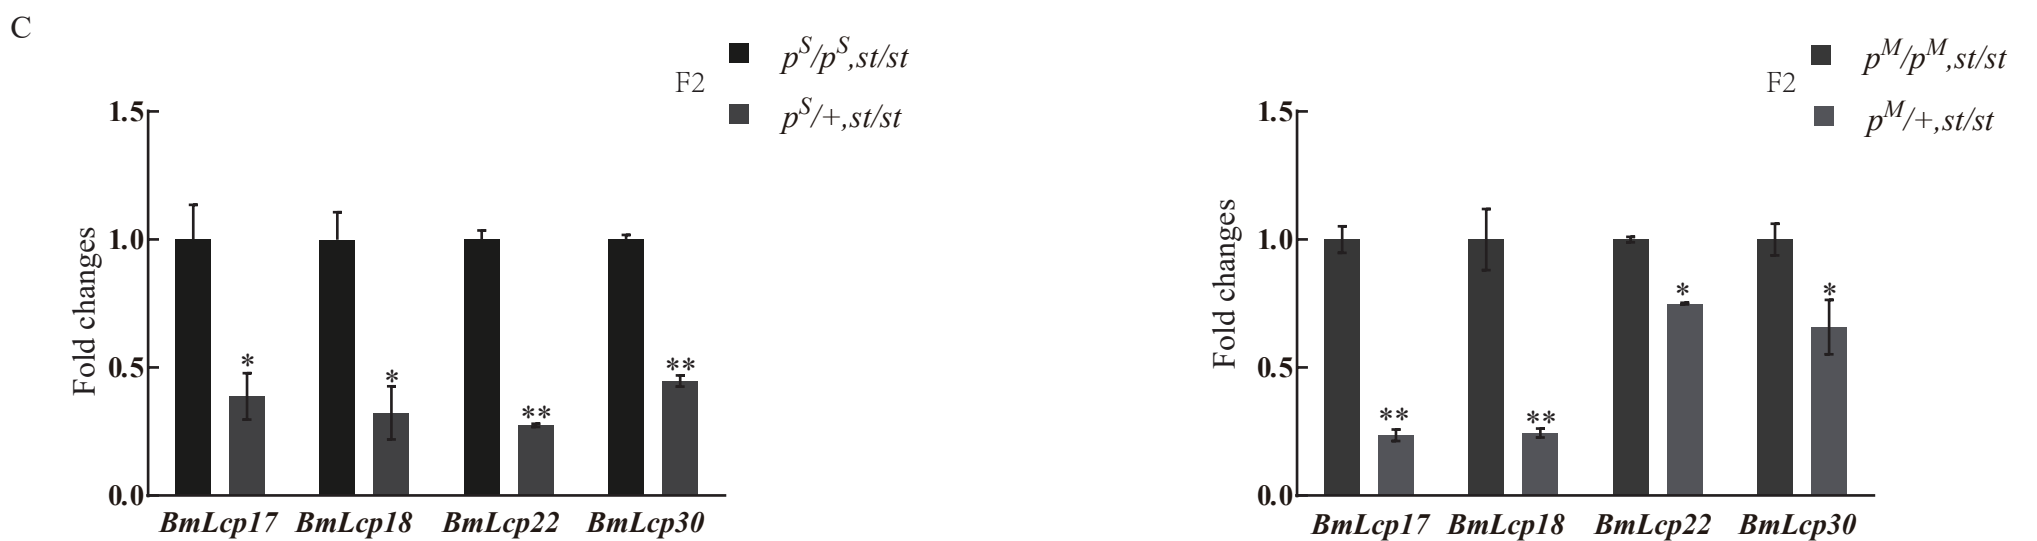 C
F2
p^S/p^S,st/st
p^S/+,st/st
Fold changes
1.5
1.0
0.5
0.0
*
*
**
**
BmLcp17 BmLcp18 BmLcp22 BmLcp30
F2
p^M/p^M,st/st
p^M/+,st/st
Fold changes
1.5
1.0
0.5
0.0
**
**
*
*
BmLcp17 BmLcp18 BmLcp22 BmLcp30